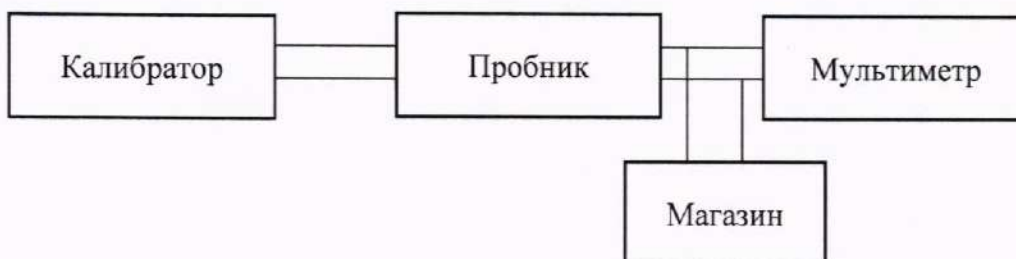 Калибратор
Пробник
Мультиметр
Магазин